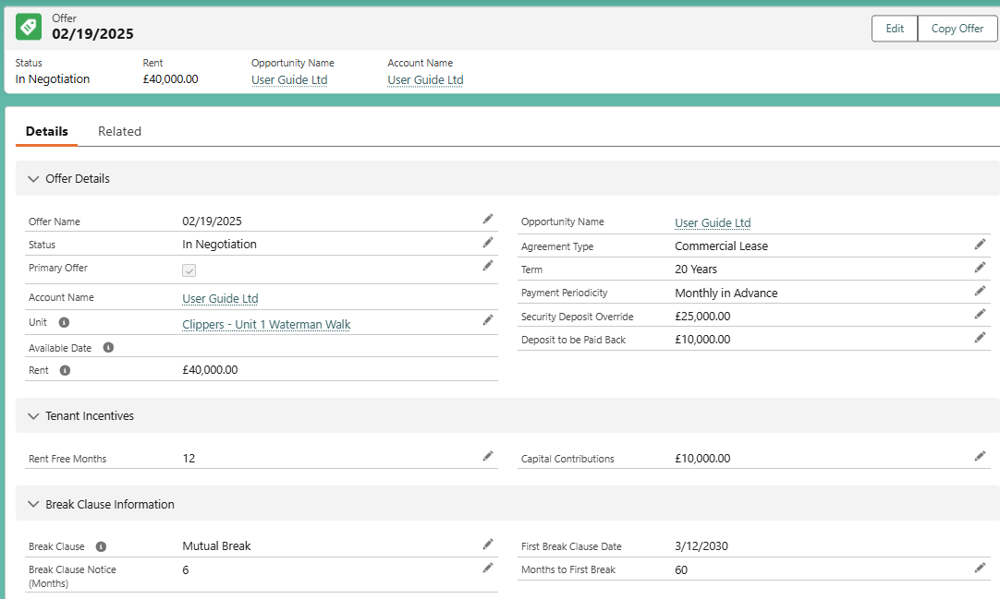 Offer
02/19/2025
Edit
Copy Offer
Status Rent Opportunity Name Account Name
In Negotiation £40,000.00 User Guide Ltd User Guide Ltd
Details Related
Offer Details
Offer Name 02/19/2025
Status In Negotiation
Primary Offer
Account Name User Guide Ltd
Unit Clippers - Unit 1 Waterman Walk
Available Date
Rent £40,000.00
Opportunity Name User Guide Ltd
Agreement Type Commercial Lease
Term 20 Years
Payment Periodicity Monthly in Advance
Security Deposit Override £25,000.00
Deposit to be Paid Back £10,000.00
Tenant Incentives
Rent Free Months 12
Capital Contributions £10,000.00
Break Clause Information
Break Clause Mutual Break
Break Clause Notice 6
(Months)
First Break Clause Date 3/12/2030
Months to First Break 60